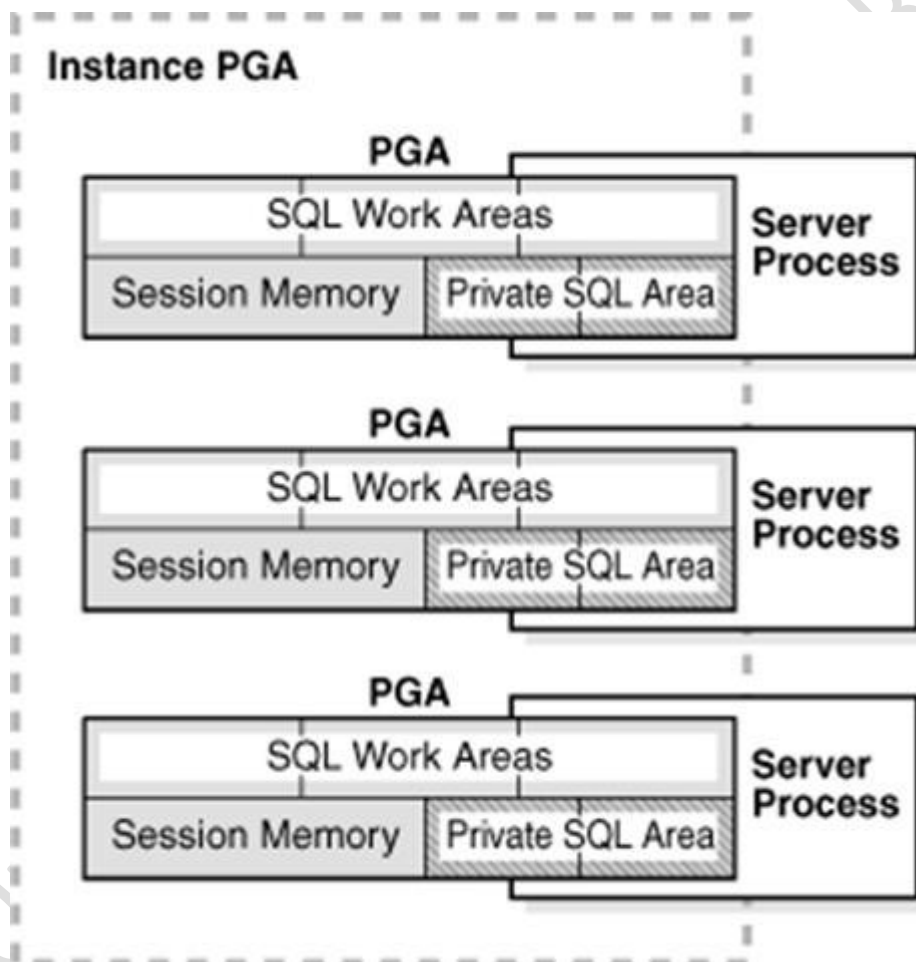 Instance PGA
PGA
SQL Work Areas
Server
Process
Session Memory
Private SQL Area
PGA
SQL Work Areas
Server
Process
Session Memory
Private SQL Area
PGA
SQL Work Areas
Server
Process
Session Memory
Private SQL Area